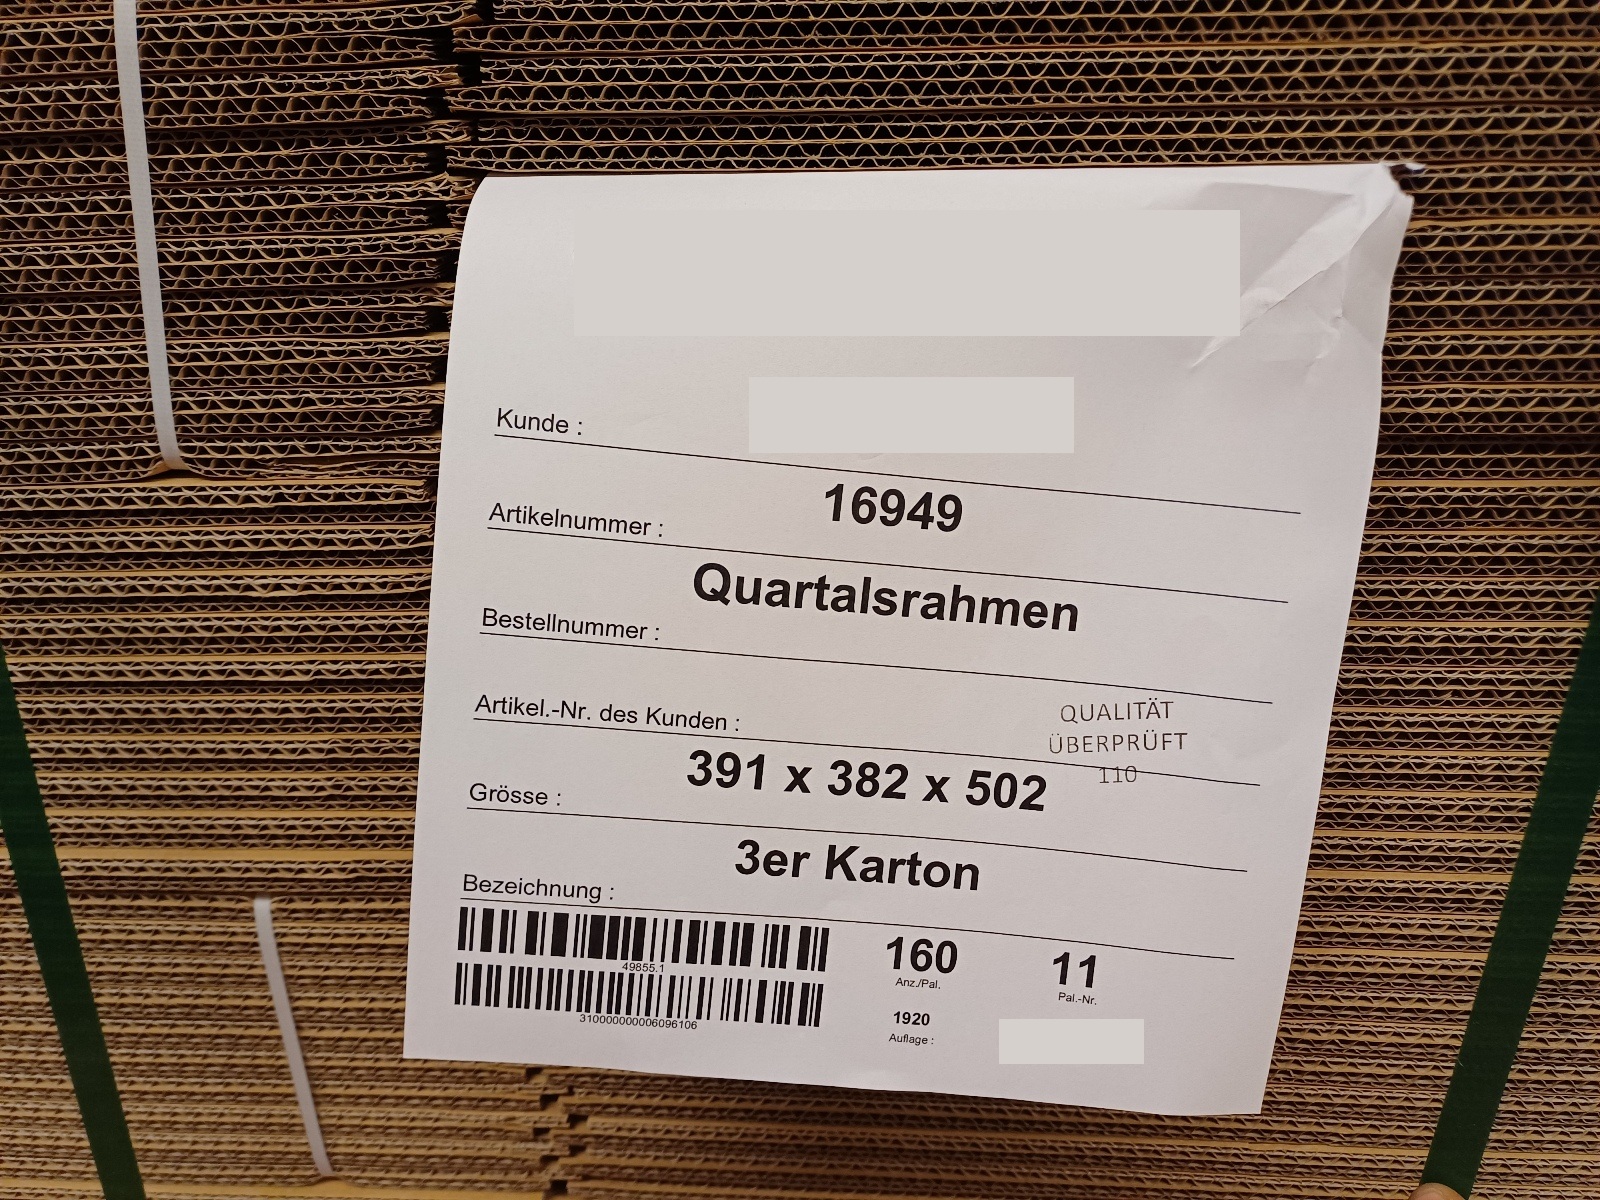 Kunde :
16949
Artikelnummer :
Quartalsrahmen
Bestellnummer :
Artikel.-Nr. des Kunden :
QUALITÄT
ÜBERPRÜFT
110
391 x 382 x 502
Grösse :
3er Karton
Bezeichnung :
49855.1
160
Anz./Pal.
11
Pal.-Nr.
310000000006096106
1920
Auflage :